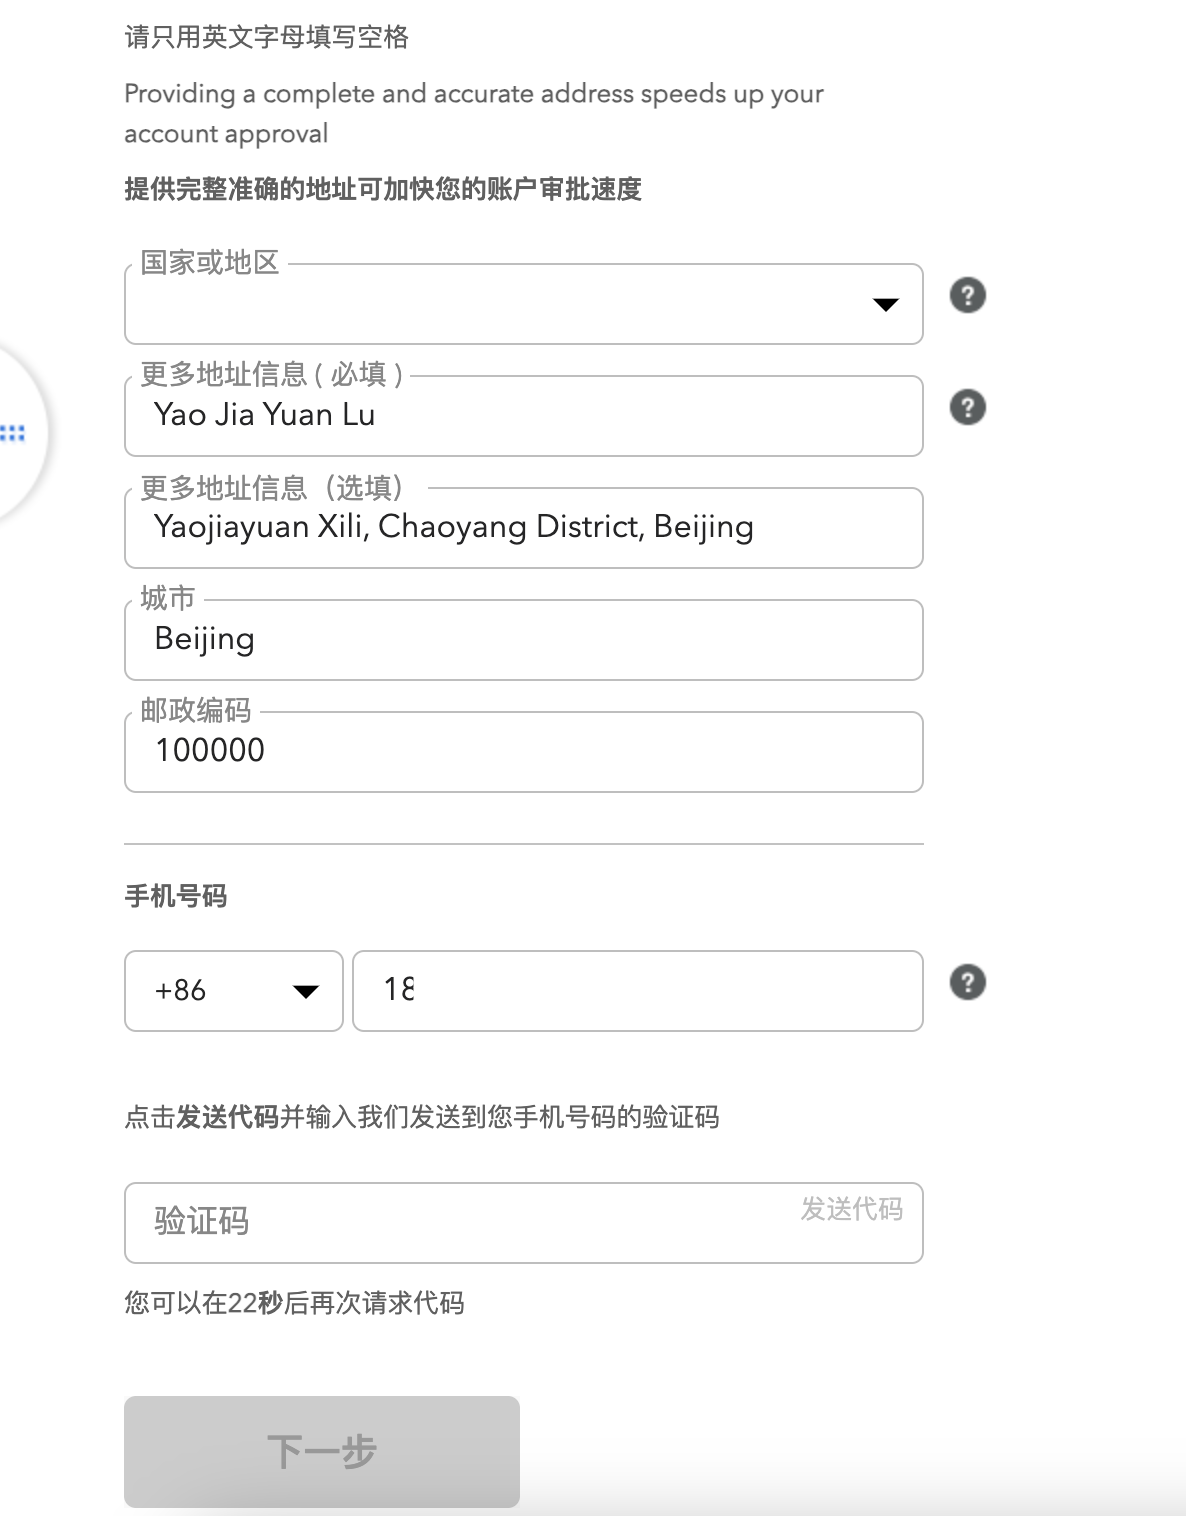 请只用英文字母填写空格
Providing a complete and accurate address speeds up your
account approval
提供完整准确的地址可加快您的账户审批速度
国家或地区
更多地址信息 ( 必填 )
Yao Jia Yuan Lu
更多地址信息（选填）
Yaojiayuan Xili, Chaoyang District, Beijing
城市
Beijing
邮政编码
100000
手机号码
+86 18
点击发送代码并输入我们发送到您手机号码的验证码
验证码 发送代码
您可以在22秒后再次请求代码
下一步